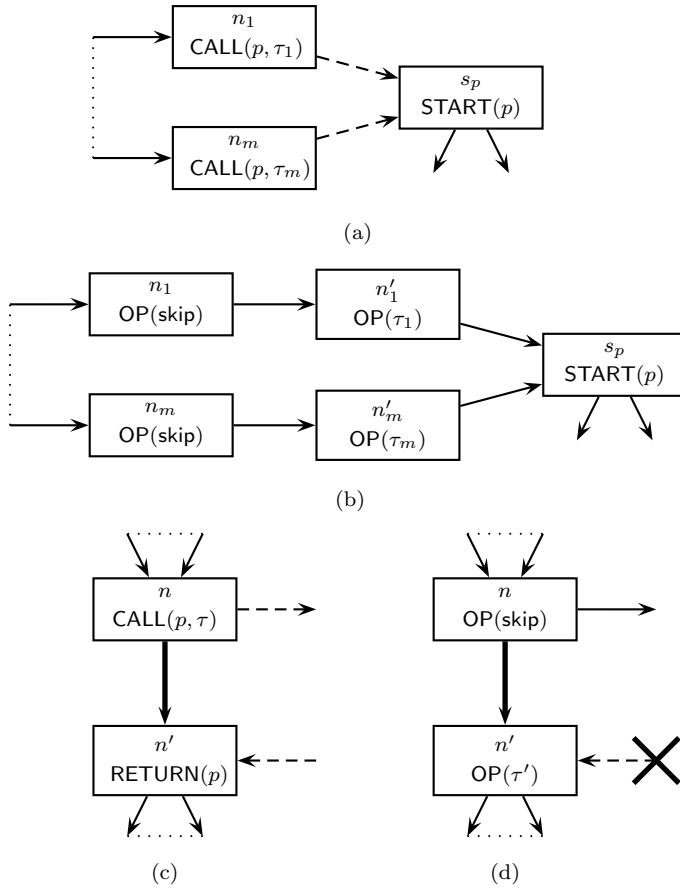 n₁
CALL(p, τ₁)
sₚ
START(p)
nₘ
CALL(p, τₘ)
(a)
n₁
OP(skip)
n′₁
OP(τ₁)
sₚ
START(p)
nₘ
OP(skip)
n′ₘ
OP(τₘ)
(b)
n
CALL(p, τ)
n′
RETURN(p)
(c)
n
OP(skip)
n′
OP(τ′)
(d)